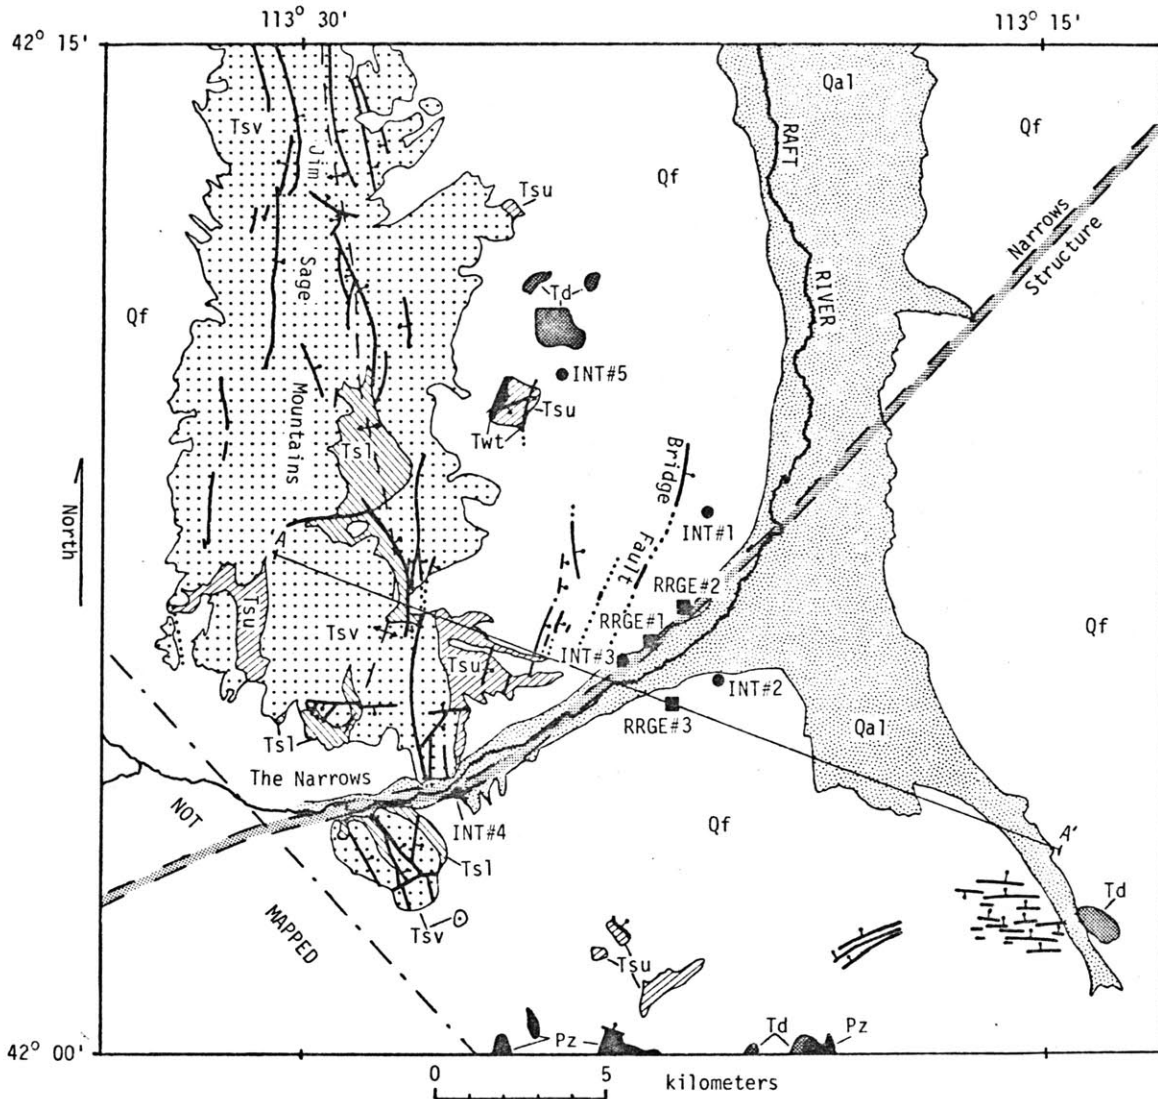 113° 30'
113° 15'
42° 15'
Qal
Tsv
Qf
RAFT
Jim
Qf
Tsu
Narrows
Structure
Sage
RIVER
Td
Qf
INT#5
Mountains
Tsu
Twt
Tsl
Bridge
Fault
North
INT#1
A
RRGE#2
Tsu
RRGE#1
Tsv
Qf
INT#3
Tsu
INT#2
RRGE#3
Qal
Tsl
The Narrows
NOT
INT#4
Qf
A'
Tsl
Td
MAPPED
Tsv
Tsu
Td
Pz
Pz
42° 00'
0 5 kilometers